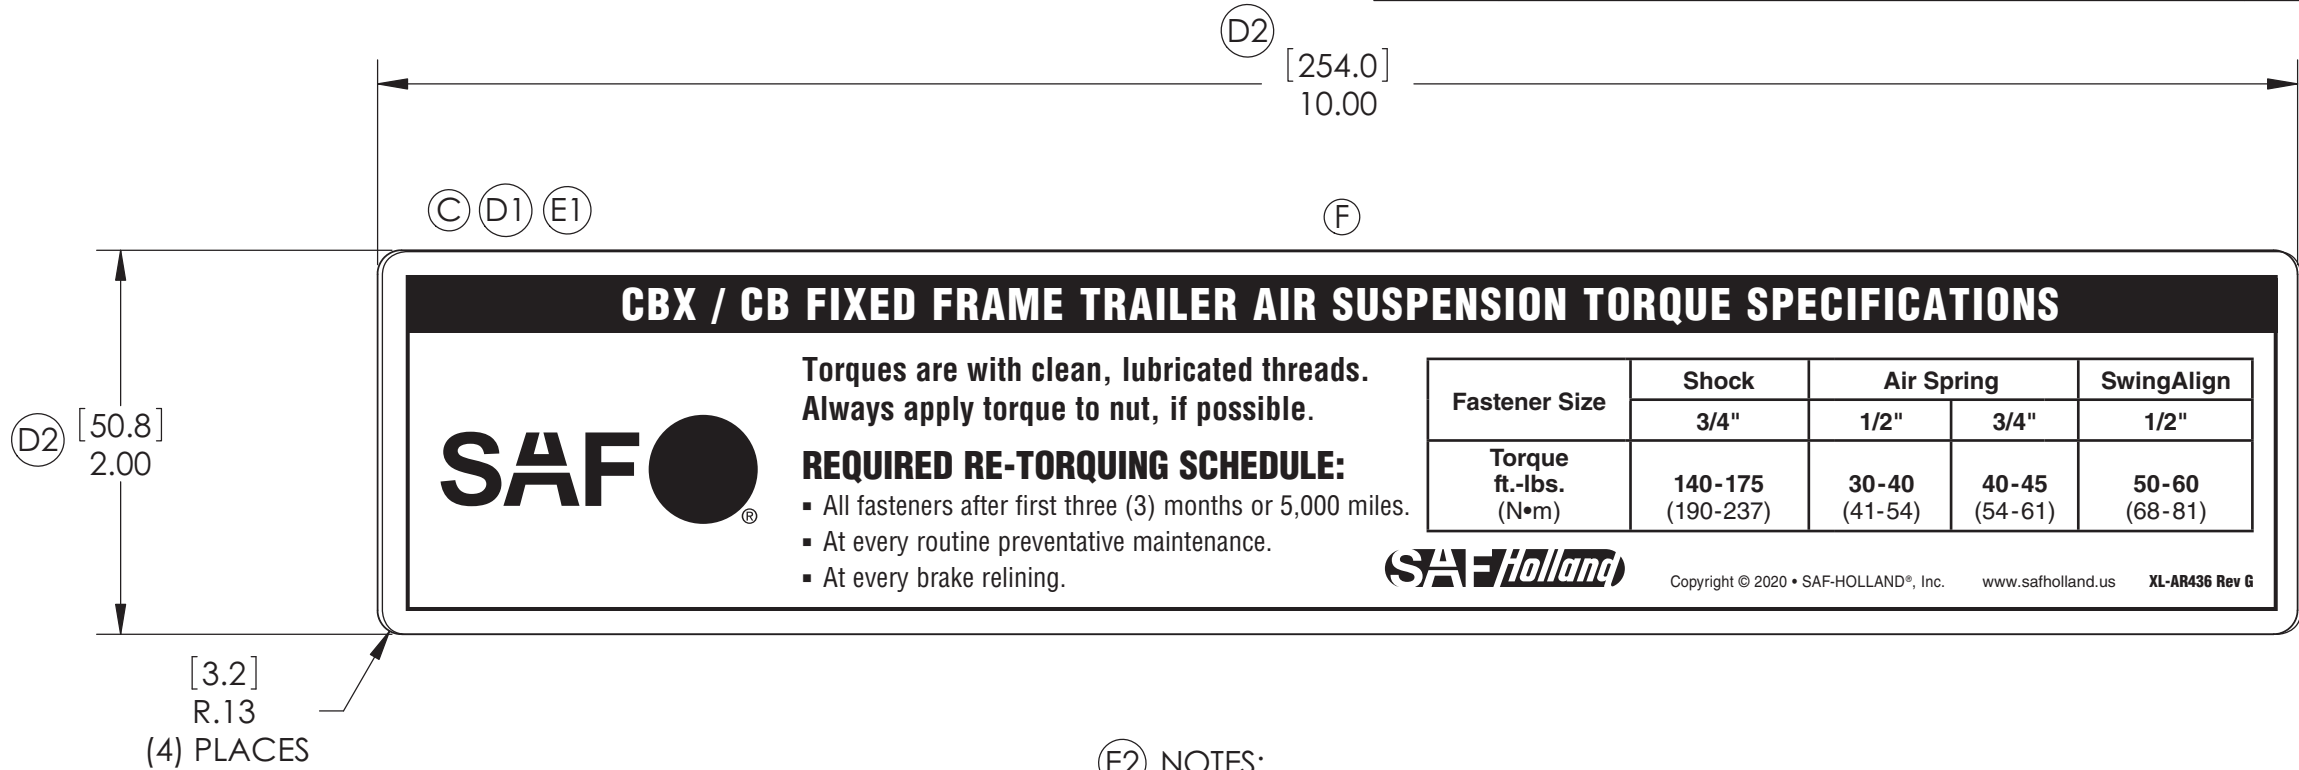 D2
[254.0]
10.00
C D1 E1
F
CBX / CB FIXED FRAME TRAILER AIR SUSPENSION TORQUE SPECIFICATIONS
D2
[50.8]
2.00
SAF®
Torques are with clean, lubricated threads.
Always apply torque to nut, if possible.
REQUIRED RE-TORQUING SCHEDULE:
▪ All fasteners after first three (3) months or 5,000 miles.
▪ At every routine preventative maintenance.
▪ At every brake relining.
Fastener Size Shock Air Spring SwingAlign
3/4" 1/2" 3/4" 1/2"
Torque
ft.-lbs. 140-175 30-40 40-45 50-60
(N•m) (190-237) (41-54) (54-61) (68-81)
SAF Holland
Copyright © 2020 • SAF-HOLLAND®, Inc. www.safholland.us XL-AR436 Rev G
[3.2]
R.13
(4) PLACES
NOTES: